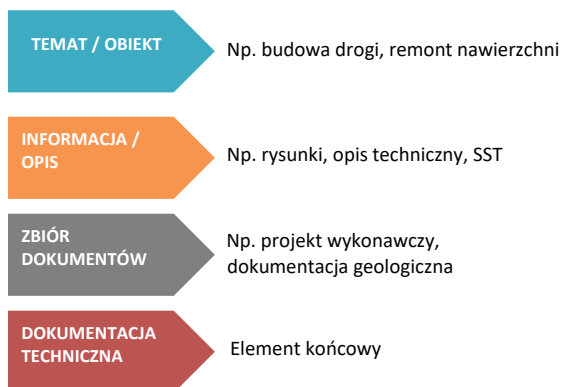 TEMAT / OBIEKT
Np. budowa drogi, remont nawierzchni
INFORMACJA /
OPIS
Np. rysunki, opis techniczny, SST
ZBIÓR
DOKUMENTÓW
Np. projekt wykonawczy,
dokumentacja geologiczna
DOKUMENTACJA
TECHNICZNA
Element końcowy